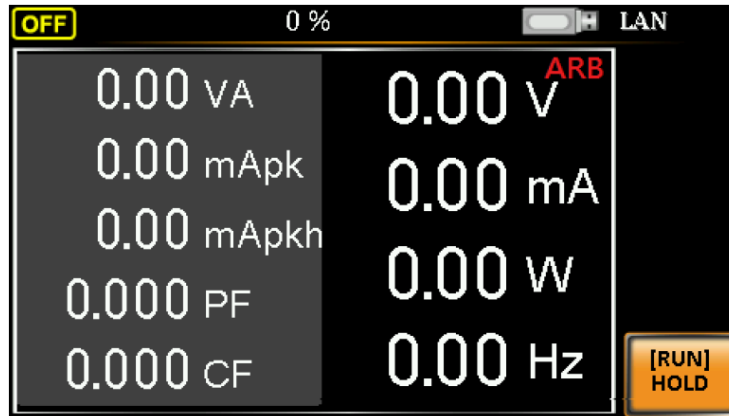 OFF 0 % LAN
ARB
0.00 VA
0.00 mApk
0.00 mApkh
0.000 PF
0.000 CF
0.00 V
0.00 mA
0.00 W
0.00 Hz
[RUN]
HOLD